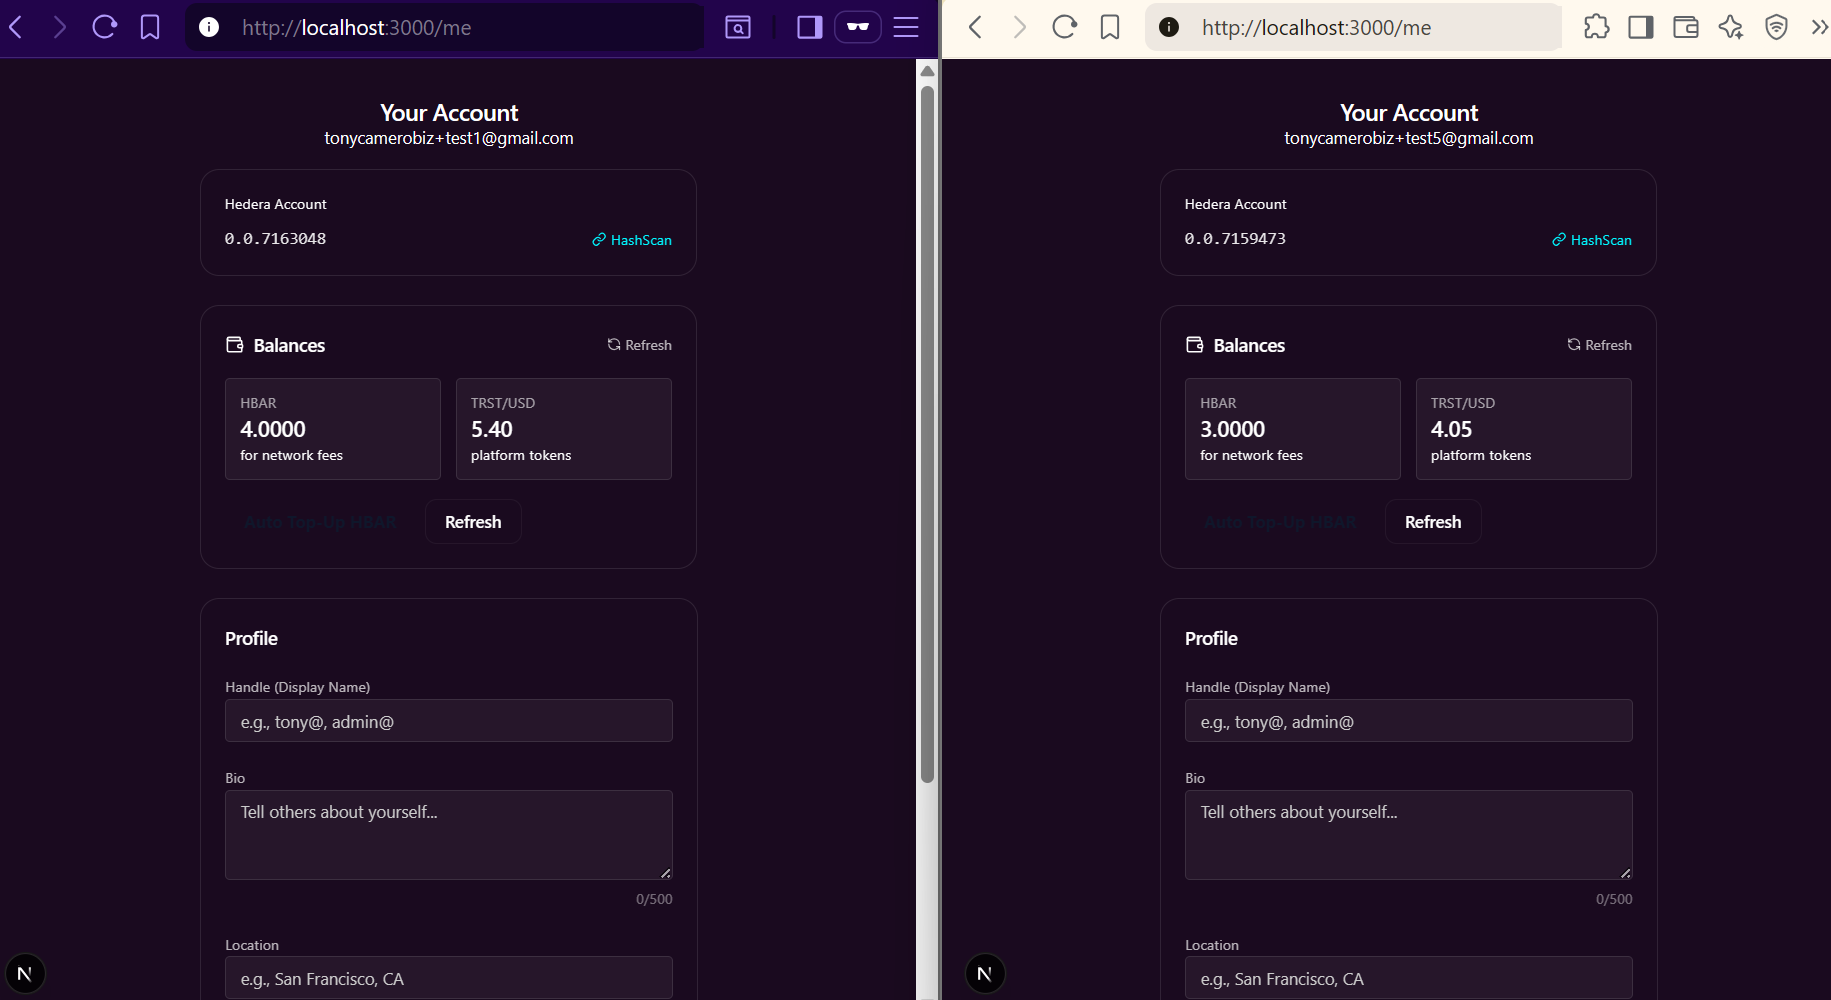 http://localhost:3000/me
Your Account
tonycamerobiz+test1@gmail.com
Hedera Account
0.0.7163048
HashScan
Balances
Refresh
HBAR
4.0000
for network fees
TRST/USD
5.40
platform tokens
Auto Top-Up HBAR
Refresh
Profile
Handle (Display Name)
e.g., tony@, admin@
Bio
Tell others about yourself...
0/500
Location
e.g., San Francisco, CA
N
http://localhost:3000/me
Your Account
tonycamerobiz+test5@gmail.com
Hedera Account
0.0.7159473
HashScan
Balances
Refresh
HBAR
3.0000
for network fees
TRST/USD
4.05
platform tokens
Auto Top-Up HBAR
Refresh
Profile
Handle (Display Name)
e.g., tony@, admin@
Bio
Tell others about yourself...
0/500
Location
e.g., San Francisco, CA
N